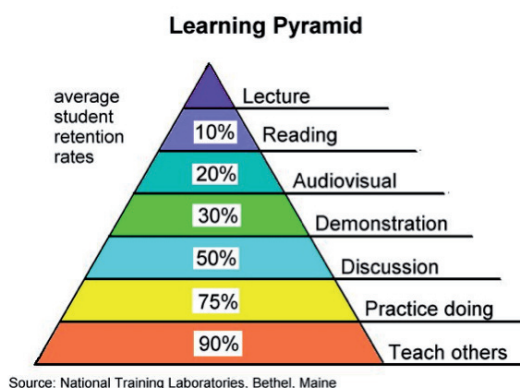 Learning Pyramid
average
student
retention
rates
Lecture
10% Reading
20% Audiovisual
30% Demonstration
50% Discussion
75% Practice doing
90% Teach others
Source: National Training Laboratories, Bethel, Maine